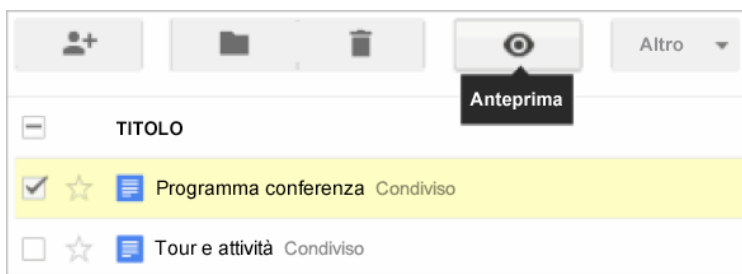 Altro
Anteprima
TITOLO
Programma conferenza Condiviso
Tour e attività Condiviso